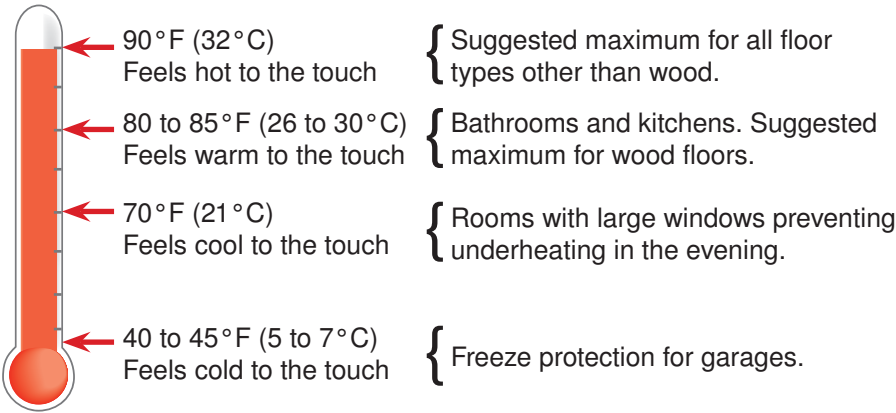 90°F (32°C)
Feels hot to the touch
{ Suggested maximum for all floor
types other than wood.
80 to 85°F (26 to 30°C)
Feels warm to the touch
{ Bathrooms and kitchens. Suggested
maximum for wood floors.
70°F (21°C)
Feels cool to the touch
{ Rooms with large windows preventing
underheating in the evening.
40 to 45°F (5 to 7°C)
Feels cold to the touch
{ Freeze protection for garages.